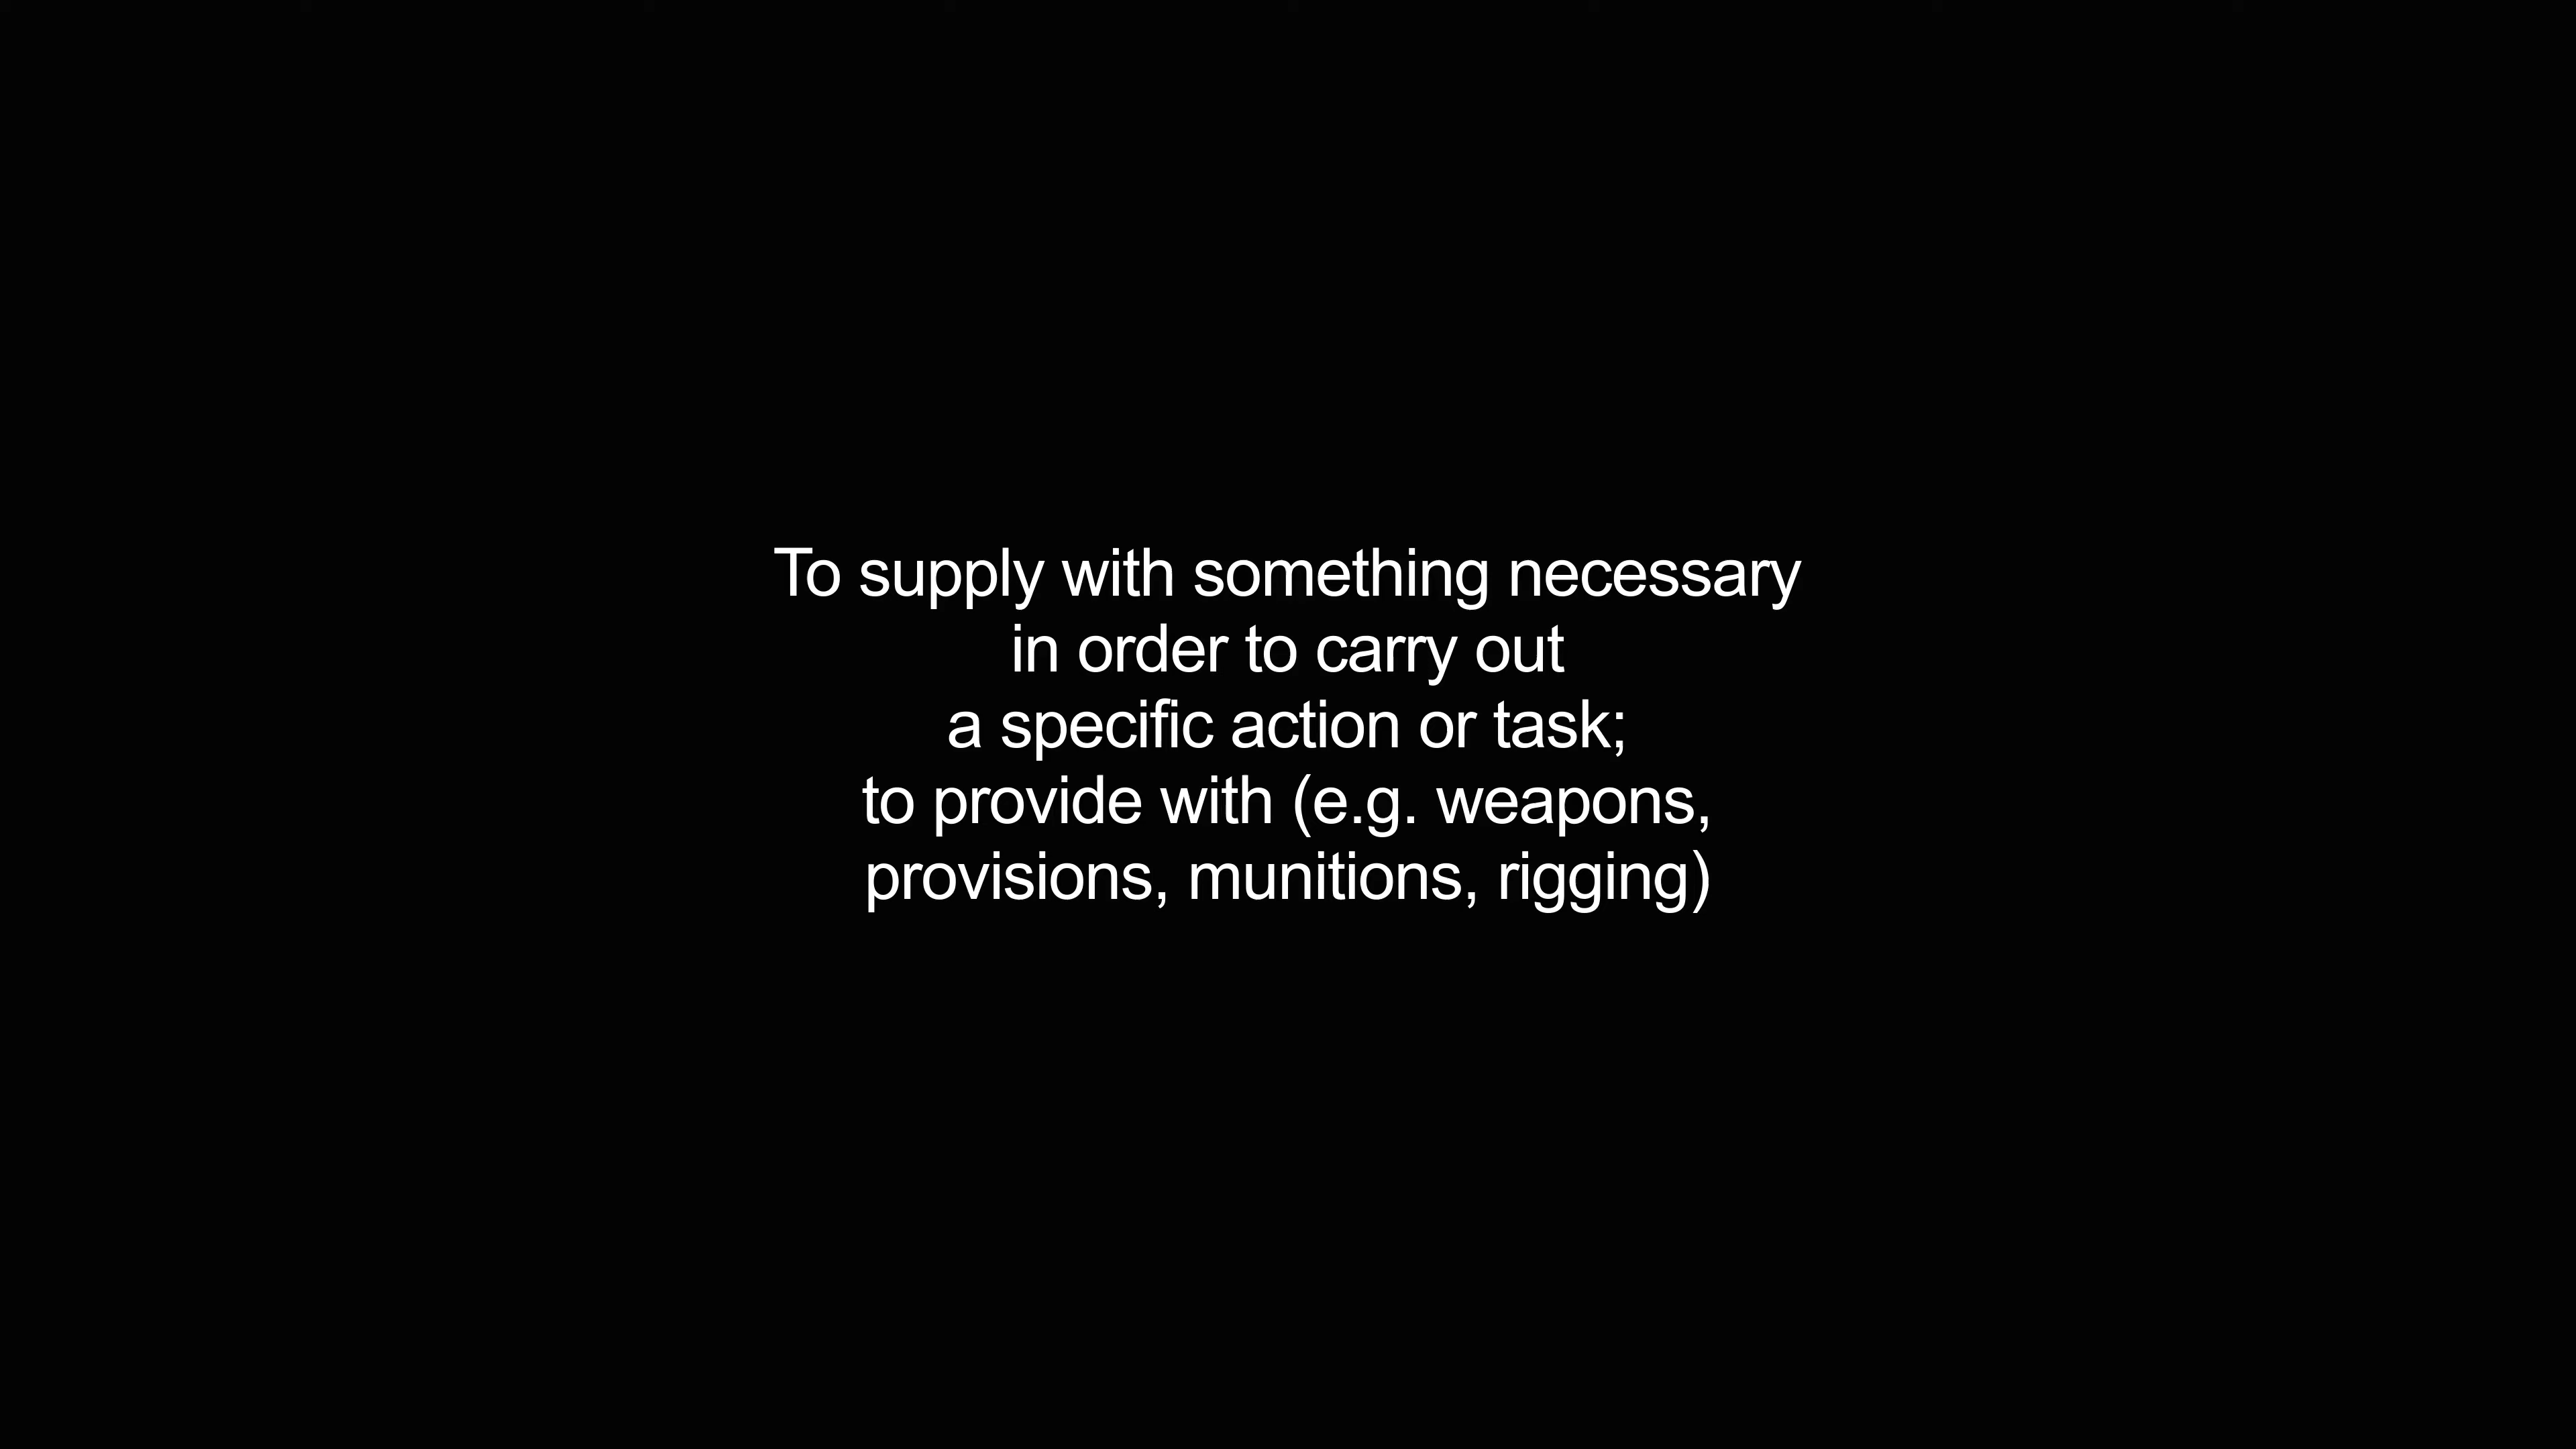 To supply with something necessary
in order to carry out
a specific action or task;
to provide with (e.g. weapons,
provisions, munitions, rigging)